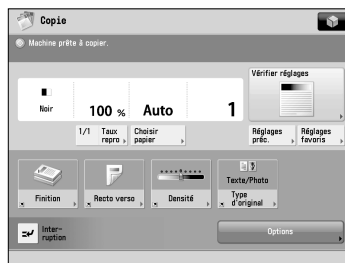 Copie
Machine prête à copier.
Vérifier réglages
Noir
100 %
Auto
1
1/1 Taux repro
Choisir papier
Réglages préc.
Réglages favoris
Finition
Recto verso
Densité
Texte/Photo
Type d'original
Inter-
ruption
Options